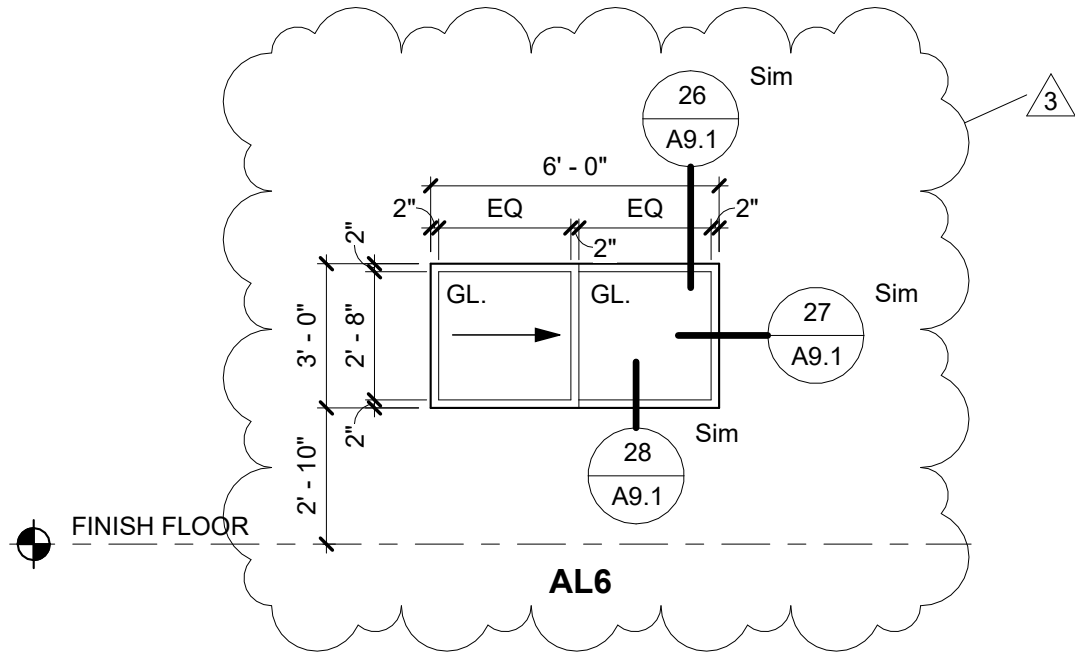 26
A9.1
Sim
3
6' - 0"
2"
EQ
EQ
2"
2"
2"
GL.
GL.
3' - 0"
2' - 8"
27
A9.1
Sim
2"
28
A9.1
Sim
2' - 10"
FINISH FLOOR
AL6